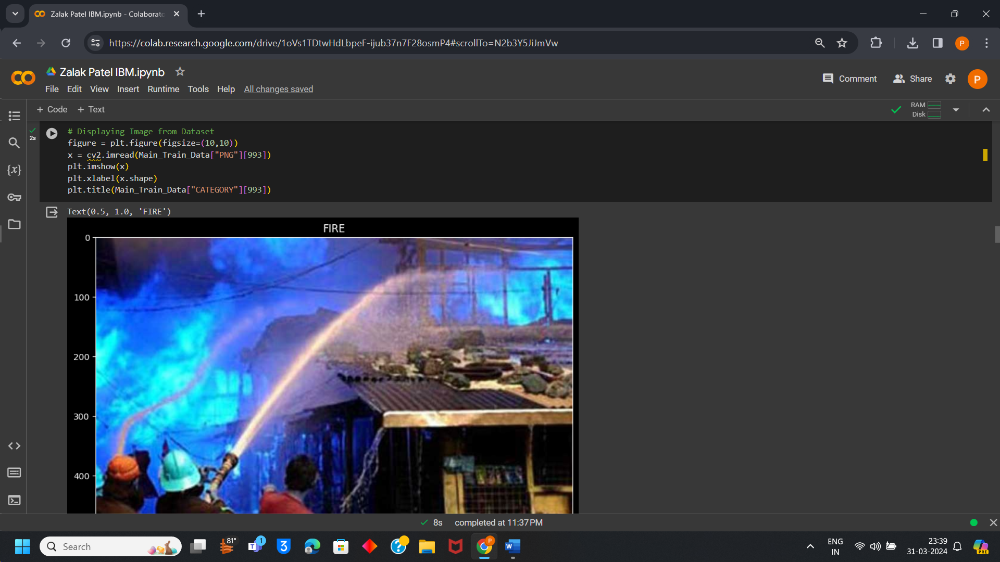 Zalak Patel IBM.ipynb - Colaborato
https://colab.research.google.com/drive/1oVs1TDtwHdLbpeF-ijub37n7F28osmP4#scrollTo=N2b3Y5JiJmVw
P
Zalak Patel IBM.ipynb
Comment
Share
P
File Edit View Insert Runtime Tools Help All changes saved
+ Code + Text
RAM
Disk
2s
{x}
# Displaying Image from Dataset
figure = plt.figure(figsize=(10,10))
x = cv2.imread(Main_Train_Data["PNG"][993])
plt.imshow(x)
plt.xlabel(x.shape)
plt.title(Main_Train_Data["CATEGORY"][993])
Text(0.5, 1.0, 'FIRE')
FIRE
0
100
200
300
400
8s completed at 11:37 PM
Search
81°
1
T
3
?
P
W
ENG
IN
23:39
31-03-2024
PRE